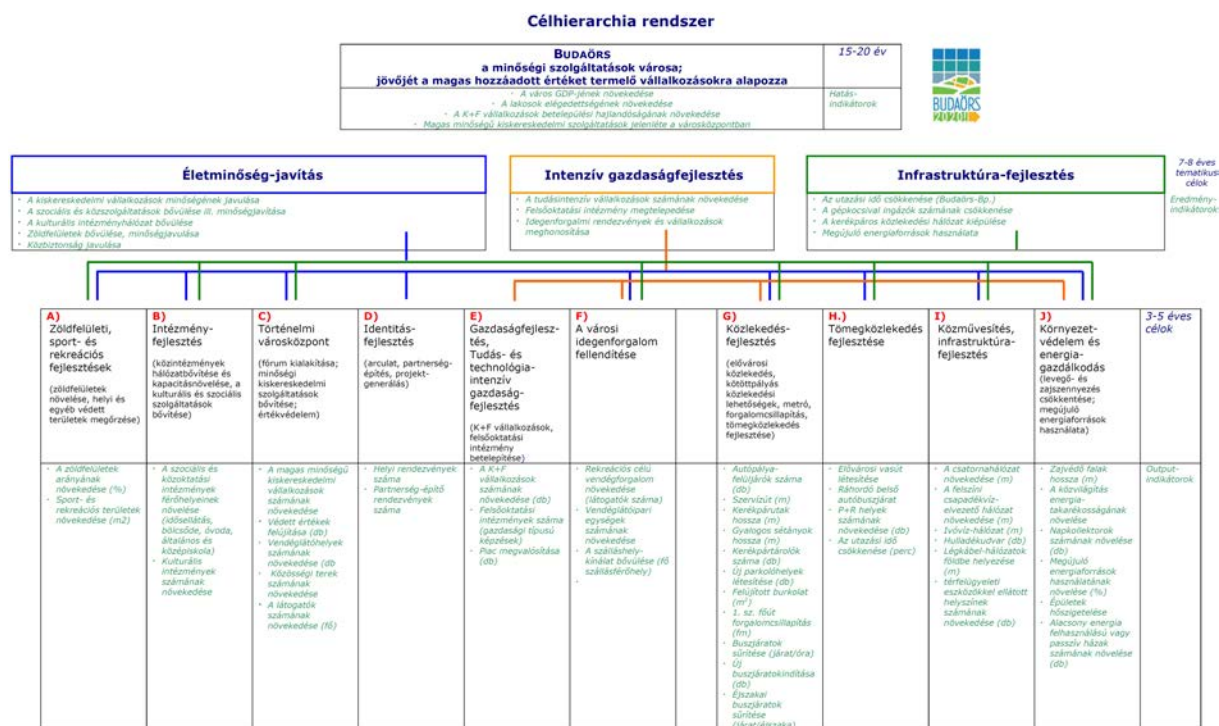 Célhierarchia rendszer
BUDAÖRS
a minőségi szolgáltatások városa;
jövőjét a magas hozzáadott értéket termelő vállalkozásokra alapozza
15-20 év
· A város GDP-jének növekedése
· A lakosok elégedettségének növekedése
· A K+F vállalkozások betelepülési hajlandóságának növekedése
· Magas minőségű kiskereskedelmi szolgáltatások jelenléte a városközpontban
Hatás-
indikátorok
BUDAÖRS
2020!
Életminőség-javítás
· A kiskereskedelmi vállalkozások minőségének javulása
· A szociális és közszolgáltatások bővülése ill. minőségjavítása
· A kulturális intézményhálózat bővülése
· Zöldfelületek bővülése, minőségjavulása
· Közbiztonság javulása
Intenzív gazdaságfejlesztés
· A tudásintenzív vállalkozások számának növekedése
· Felsőoktatási intézmény megtelepedése
· Idegenforgalmi rendezvények és vállalkozások
meghonosítása
Infrastruktúra-fejlesztés
· Az utazási idő csökkenése (Budaörs-Bp.)
· A gépkocsival ingázók számának csökkenése
· A kerékpáros közlekedési hálózat kiépülése
· Megújuló energiaforrások használata
7-8 éves
tematikus
célok
Eredmény-
indikátorok
A)
Zöldfelületi,
sport- és
rekreációs
fejlesztések
(zöldfelületek
növelése, helyi és
egyéb védett
területek megőrzése)
B)
Intézmény-
fejlesztés
(közintézmények
hálózatbővítése és
kapacitásnövelése, a
kulturális és szociális
szolgáltatások
bővítése)
C)
Történelmi
városközpont
(fórum kialakítása;
minőségi
kiskereskedelmi
szolgáltatások
bővítése;
értékvédelem)
D)
Identitás-
fejlesztés
(arculat, partnerség-
építés, projekt-
generálás)
E)
Gazdaságfejlesz-
tés,
Tudás- és
technológia-
intenzív
gazdaság-
fejlesztés
(K+F vállalkozások,
felsőoktatási
intézmény
betelepítése)
F)
A városi
idegenforgalom
fellendítése
G)
Közlekedés-
fejlesztés
(elővárosi
közlekedés,
kötöttpályás
közlekedési
lehetőségek, metró,
forgalomcsillapítás,
tömegközlekedés
fejlesztése)
H.)
Tömegközlekedés
fejlesztése
I)
Közművesítés,
infrastruktúra-
fejlesztés
J)
Környezet-
védelem és
energia-
gazdálkodás
(levegő- és
zajszennyezés
csökkentése;
megújuló
energiaforrások
használata)
3-5 éves
célok
· A zöldfelületek
arányának
növekedése (%)
· Sport- és
rekreációs területek
növekedése (m2)
· A szociális és
közoktatási
intézmények
férőhelyeinek
növelése
(idősellátás,
bölcsőde, óvoda,
általános és
középiskola)
· Kulturális
intézmények
számának
növekedése
· A magas minőségű
kiskereskedelmi
vállalkozások
számának
növekedése
· Védett értékek
felújítása (db)
· Vendéglátóhelyek
számának
növekedése (db
· Közösségi terek
számának
növekedése
· A látogatók
számának
növekedése (fő)
· Helyi rendezvények
száma
· Partnerség-építő
rendezvények
száma
· A K+F
vállalkozások
számának
növekedése (db)
· Felsőoktatási
intézmények száma
(gazdasági típusú
képzések)
· Piac megvalósítása
(db)
· Rekreációs célú
vendégforgalom
növekedése
(látogatók száma)
· Vendéglátóipari
egységek
számának
növekedése
· A szálláshely-
kínálat bővülése (fő
szállásférőhely)
·
· Autópálya-
felüljárók száma
(db)
· Szervizút (m)
· Kerékpárutak
hossza (m)
· Gyalogos sétányok
hossza (m)
· Kerékpártárolók
száma (db)
· Új parkolóhelyek
létesítése (db)
· Felújított burkolat
(m²)
· 1. sz. főút
forgalomcsillapítás
(fm)
· Buszjáratok
sűrítése (járat/óra)
· Új
buszjáratokindítása
(db)
· Éjszakai
buszjáratok
sűrítése
(járat/éjszaka)
· Elővárosi vasút
létesítése
· Ráhordó belső
autóbuszjárat
· P+R helyek
számának
növekedése (db)
· Az utazási idő
csökkenése (perc)
· A csatornahálózat
növekedése (m)
· A felszíni
csapadékvíz-
elvezető hálózat
növekedése (m)
· Ivóvíz-hálózat (m)
· Hulladékudvar (db)
· Légkábel-hálózatok
földbe helyezése
(m)
· térfelügyeleti
eszközökkel ellátott
helyszínek
számának
növekedése (db)
· Zajvédő falak
hossza (m)
· A közvilágítás
energia-
takarékosságának
növelése
· Napkollektorok
számának növelése
(db)
· Megújuló
energiaforrások
használatának
növelése (%)
· Épületek
hőszigetelése
· Alacsony energia
felhasználású vagy
passzív házak
számának növelése
(db)
Output-
indikátorok